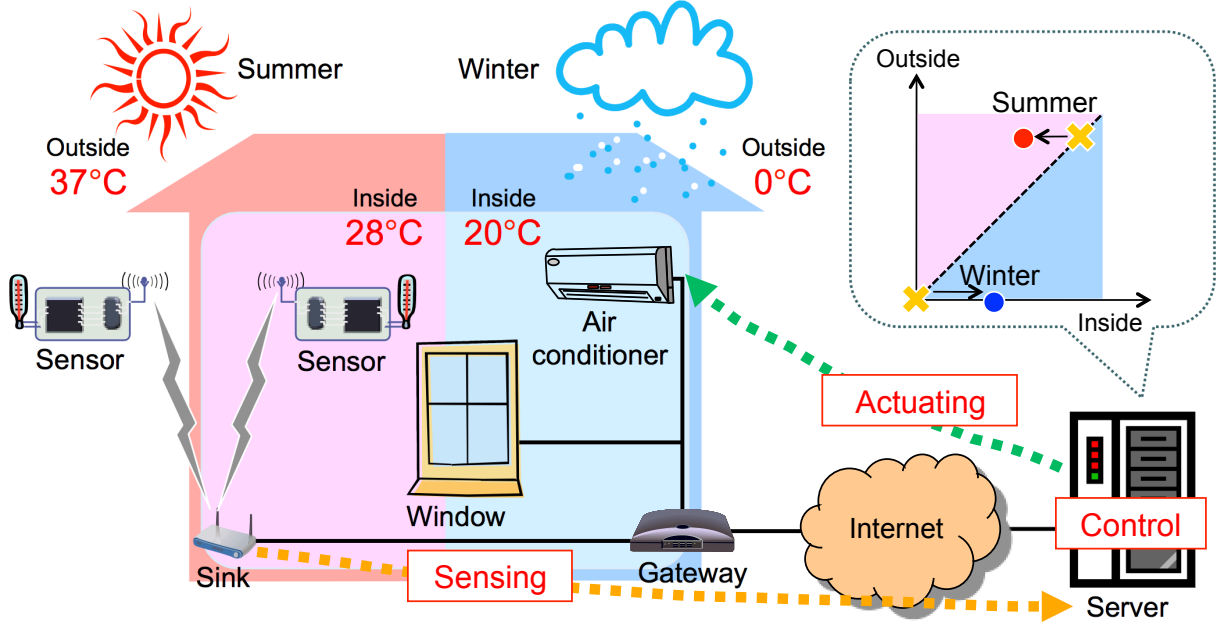 Summer
Winter
Outside
37°C
Inside
28°C
Inside
20°C
Outside
0°C
Outside
Summer
Winter
Inside
Sensor
Sensor
Air
conditioner
Window
Actuating
Internet
Control
Sink
Sensing
Gateway
Server